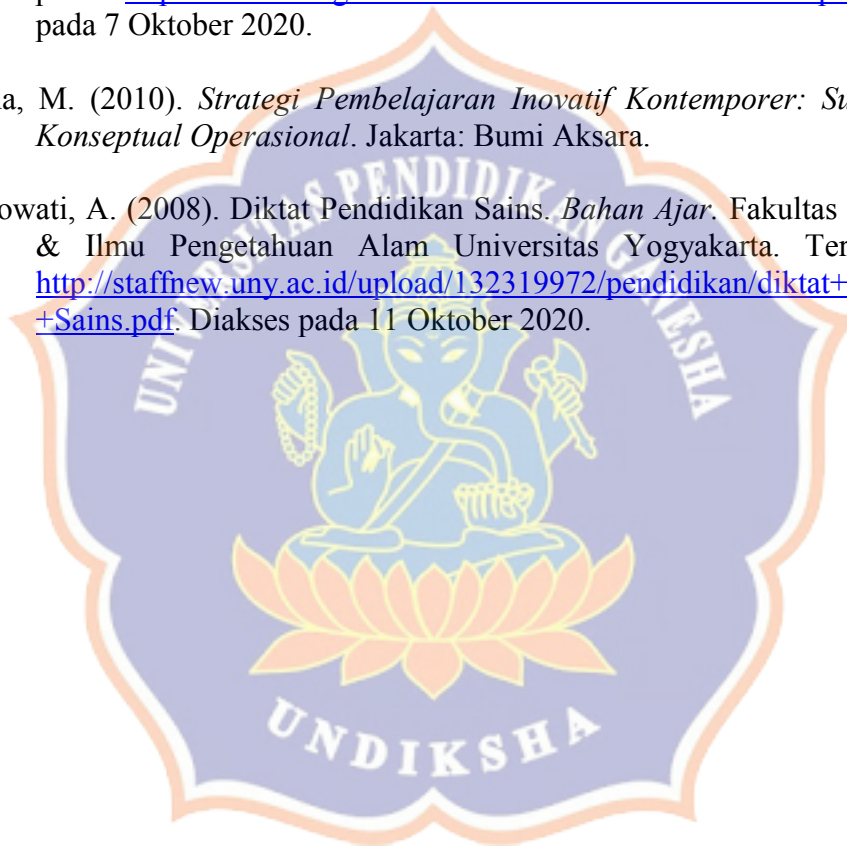 pada 7 Oktober 2020.
a, M. (2010). Strategi Pembelajaran Inovatif Kontemporer: Su
Konseptual Operasional. Jakarta: Bumi Aksara.
owati, A. (2008). Diktat Pendidikan Sains. Bahan Ajar. Fakultas
& Ilmu Pengetahuan Alam Universitas Yogyakarta. Ter
http://staffnew.uny.ac.id/upload/132319972/pendidikan/diktat+
+Sains.pdf. Diakses pada 11 Oktober 2020.
UNIVERSITAS PENDIDIKAN GANESHA
UNDIKSHA